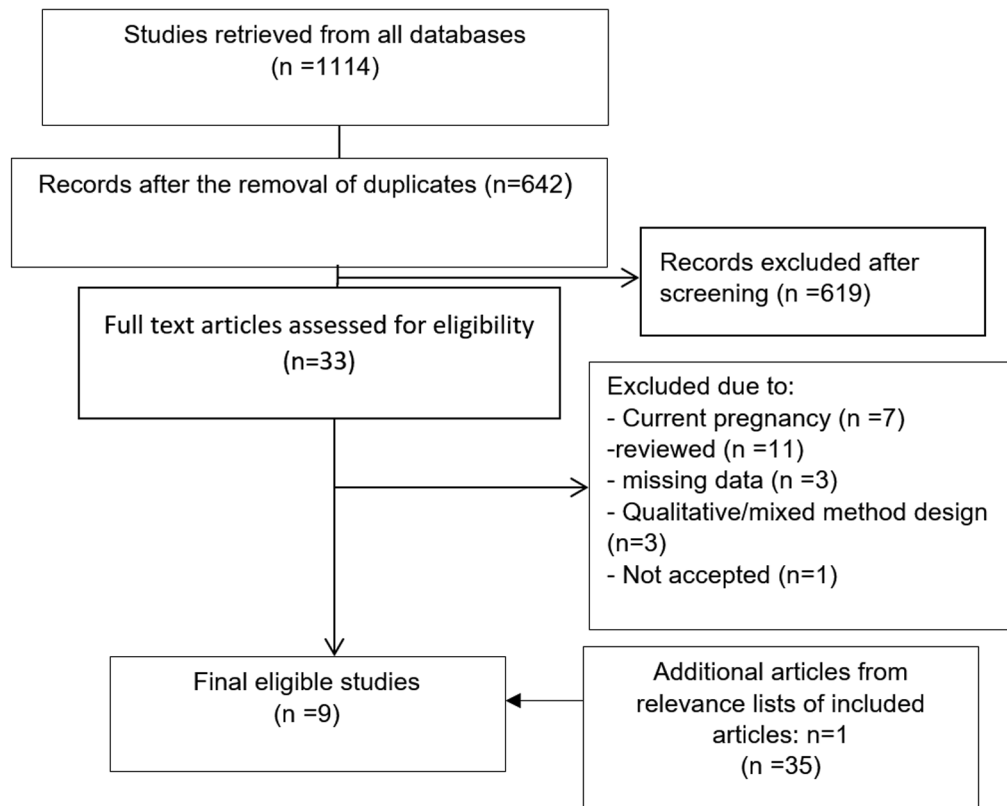 Studies retrieved from all databases
(n =1114)
Records after the removal of duplicates (n=642)
Records excluded after
screening (n =619)
Full text articles assessed for eligibility
(n=33)
Excluded due to:
- Current pregnancy (n =7)
-reviewed (n =11)
- missing data (n =3)
- Qualitative/mixed method design
(n=3)
- Not accepted (n=1)
Final eligible studies
(n =9)
Additional articles from
relevance lists of included
articles: n=1
(n =35)